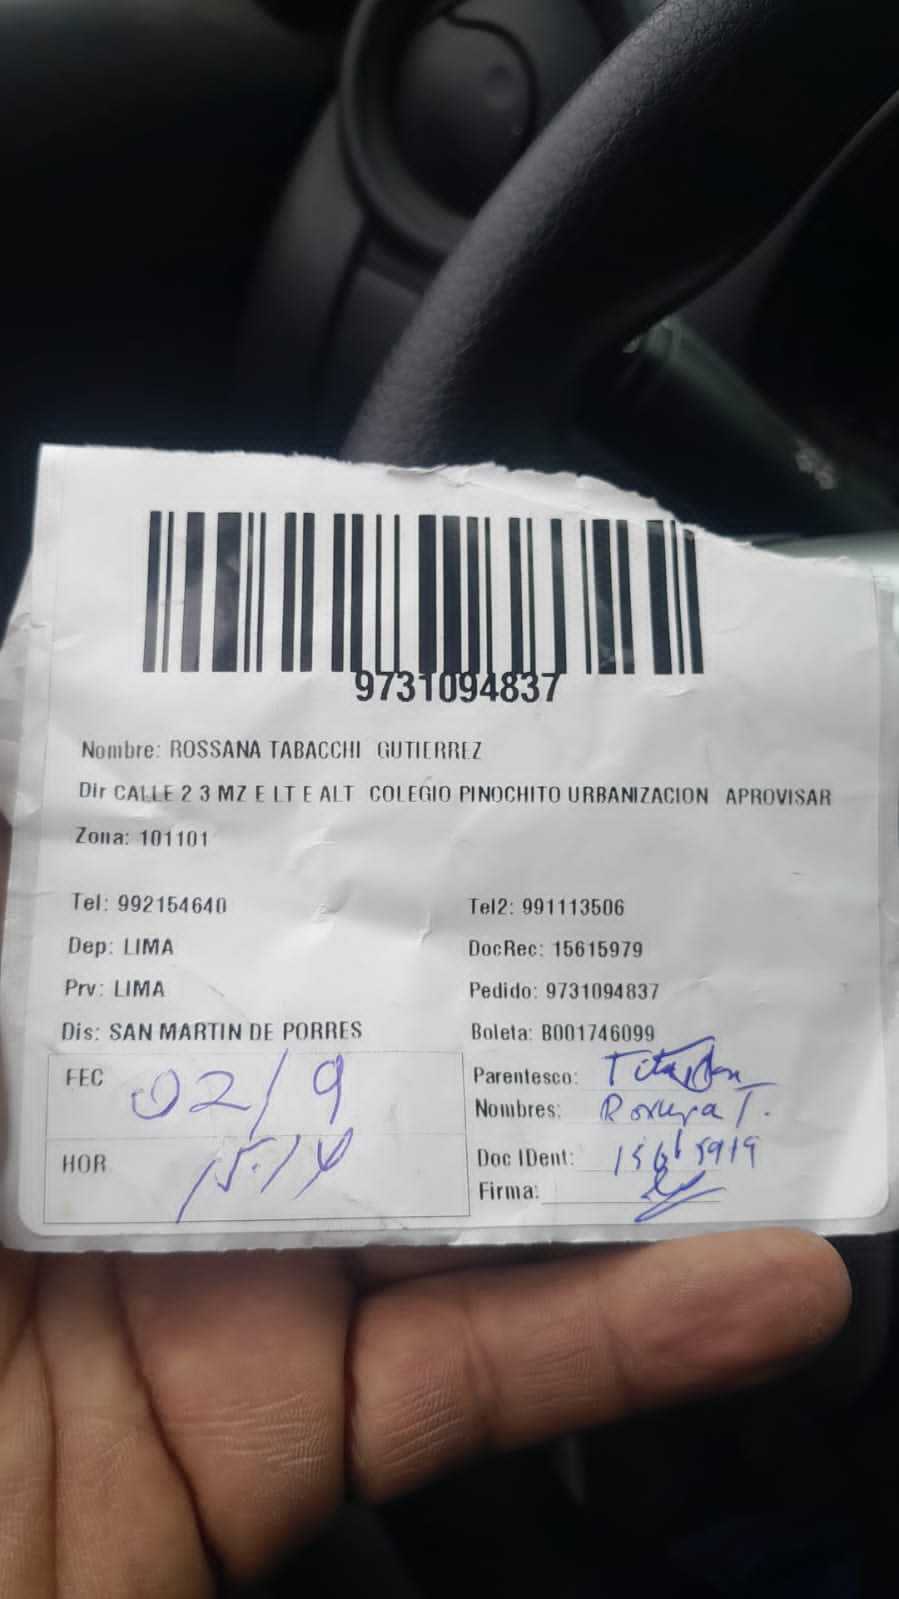 9731094837
Nombre: ROSSANA TABACCHI GUTIERREZ
Dir CALLE 2 3 MZ E LT E ALT COLEGIO PINOCHITO URBANIZACION APROVISAR
Zona: 101101
Tel: 992154640 Tel2: 991113506
Dep: LIMA DocRec: 15615979
Prv: LIMA Pedido: 9731094837
Dis: SAN MARTIN DE PORRES Boleta: B001746099
FEC 02/9 Parentesco:
Nombres: T.
HOR 15:14 Doc IDent:
Firma: